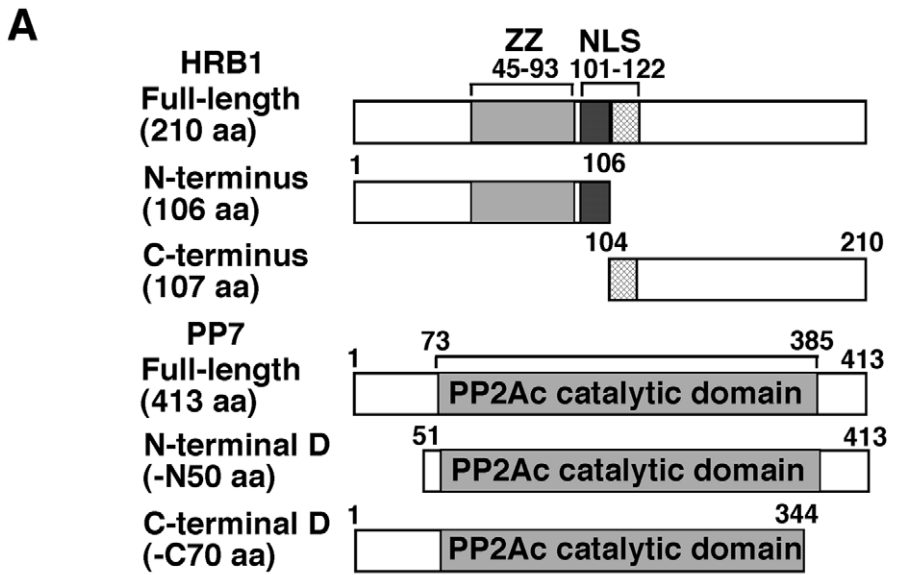 A
HRB1
ZZ NLS
45-93 101-122
Full-length
(210 aa)
1 106
N-terminus
(106 aa)
104 210
C-terminus
(107 aa)
PP7
73 385
1 413
Full-length
(413 aa)
PP2Ac catalytic domain
51 413
N-terminal D
(-N50 aa)
PP2Ac catalytic domain
1 344
C-terminal D
(-C70 aa)
PP2Ac catalytic domain